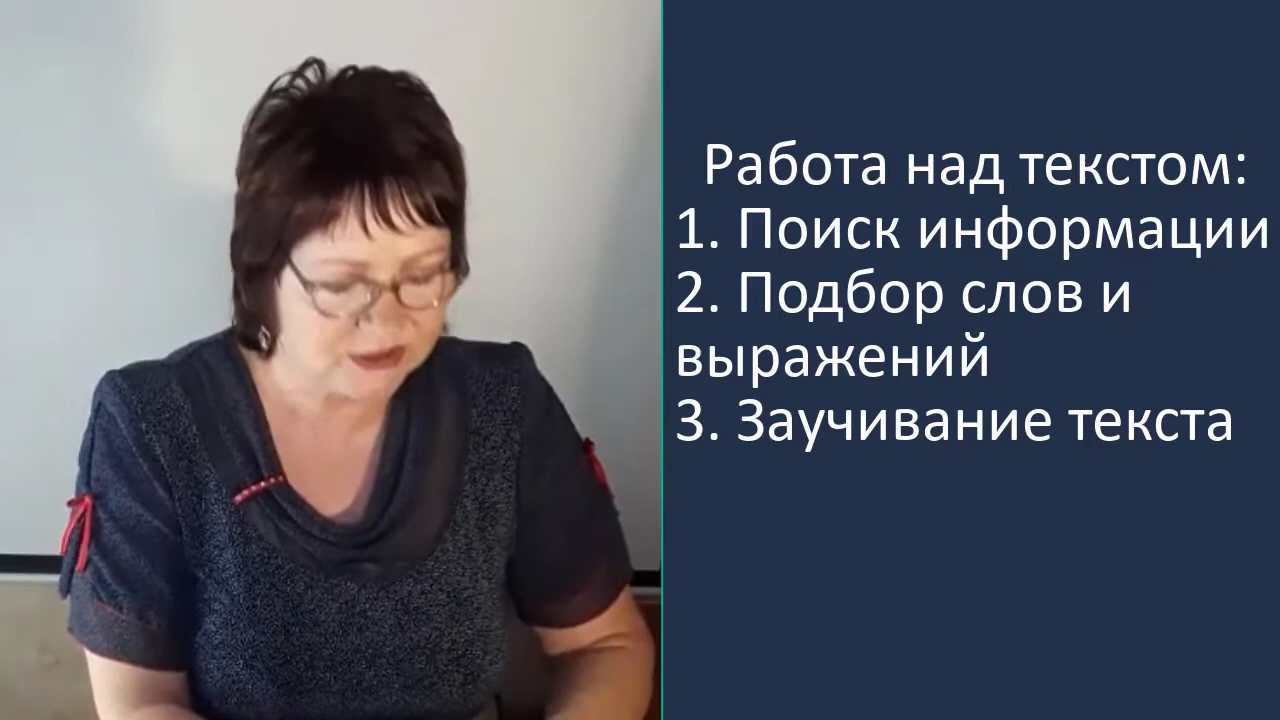 Работа над текстом:
1. Поиск информации
2. Подбор слов и
выражений
3. Заучивание текста